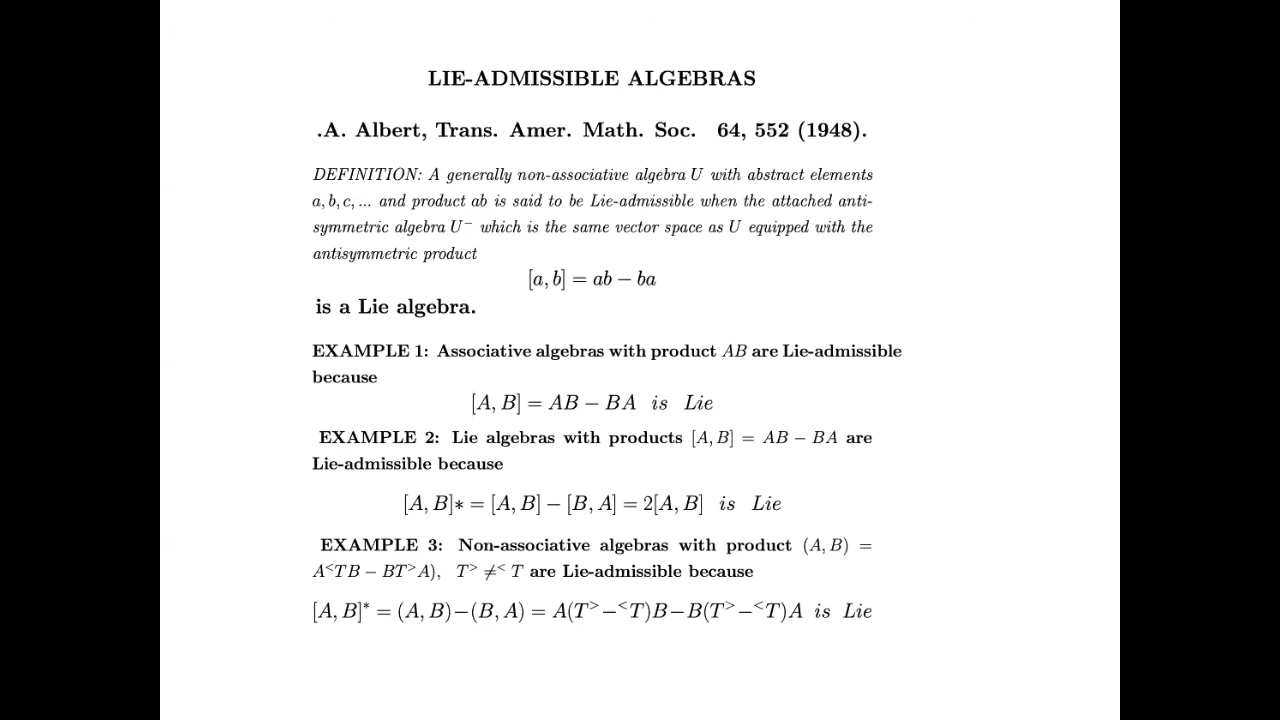 LIE-ADMISSIBLE ALGEBRAS
.A. Albert, Trans. Amer. Math. Soc. 64, 552 (1948).
DEFINITION: A generally non-associative algebra U with abstract elements
a, b, c, ... and product ab is said to be Lie-admissible when the attached anti-
symmetric algebra U⁻ which is the same vector space as U equipped with the
antisymmetric product
[a, b] = ab − ba
is a Lie algebra.
EXAMPLE 1: Associative algebras with product AB are Lie-admissible
because
[A, B] = AB − BA is Lie
EXAMPLE 2: Lie algebras with products [A, B] = AB − BA are
Lie-admissible because
[A, B]∗ = [A, B] − [B, A] = 2[A, B] is Lie
EXAMPLE 3: Non-associative algebras with product (A, B) =
A^<TB − BT^>A), T^> ≠^< T are Lie-admissible because
[A, B]^* = (A, B)−(B, A) = A(T^>−^<T)B−B(T^>−^<T)A is Lie